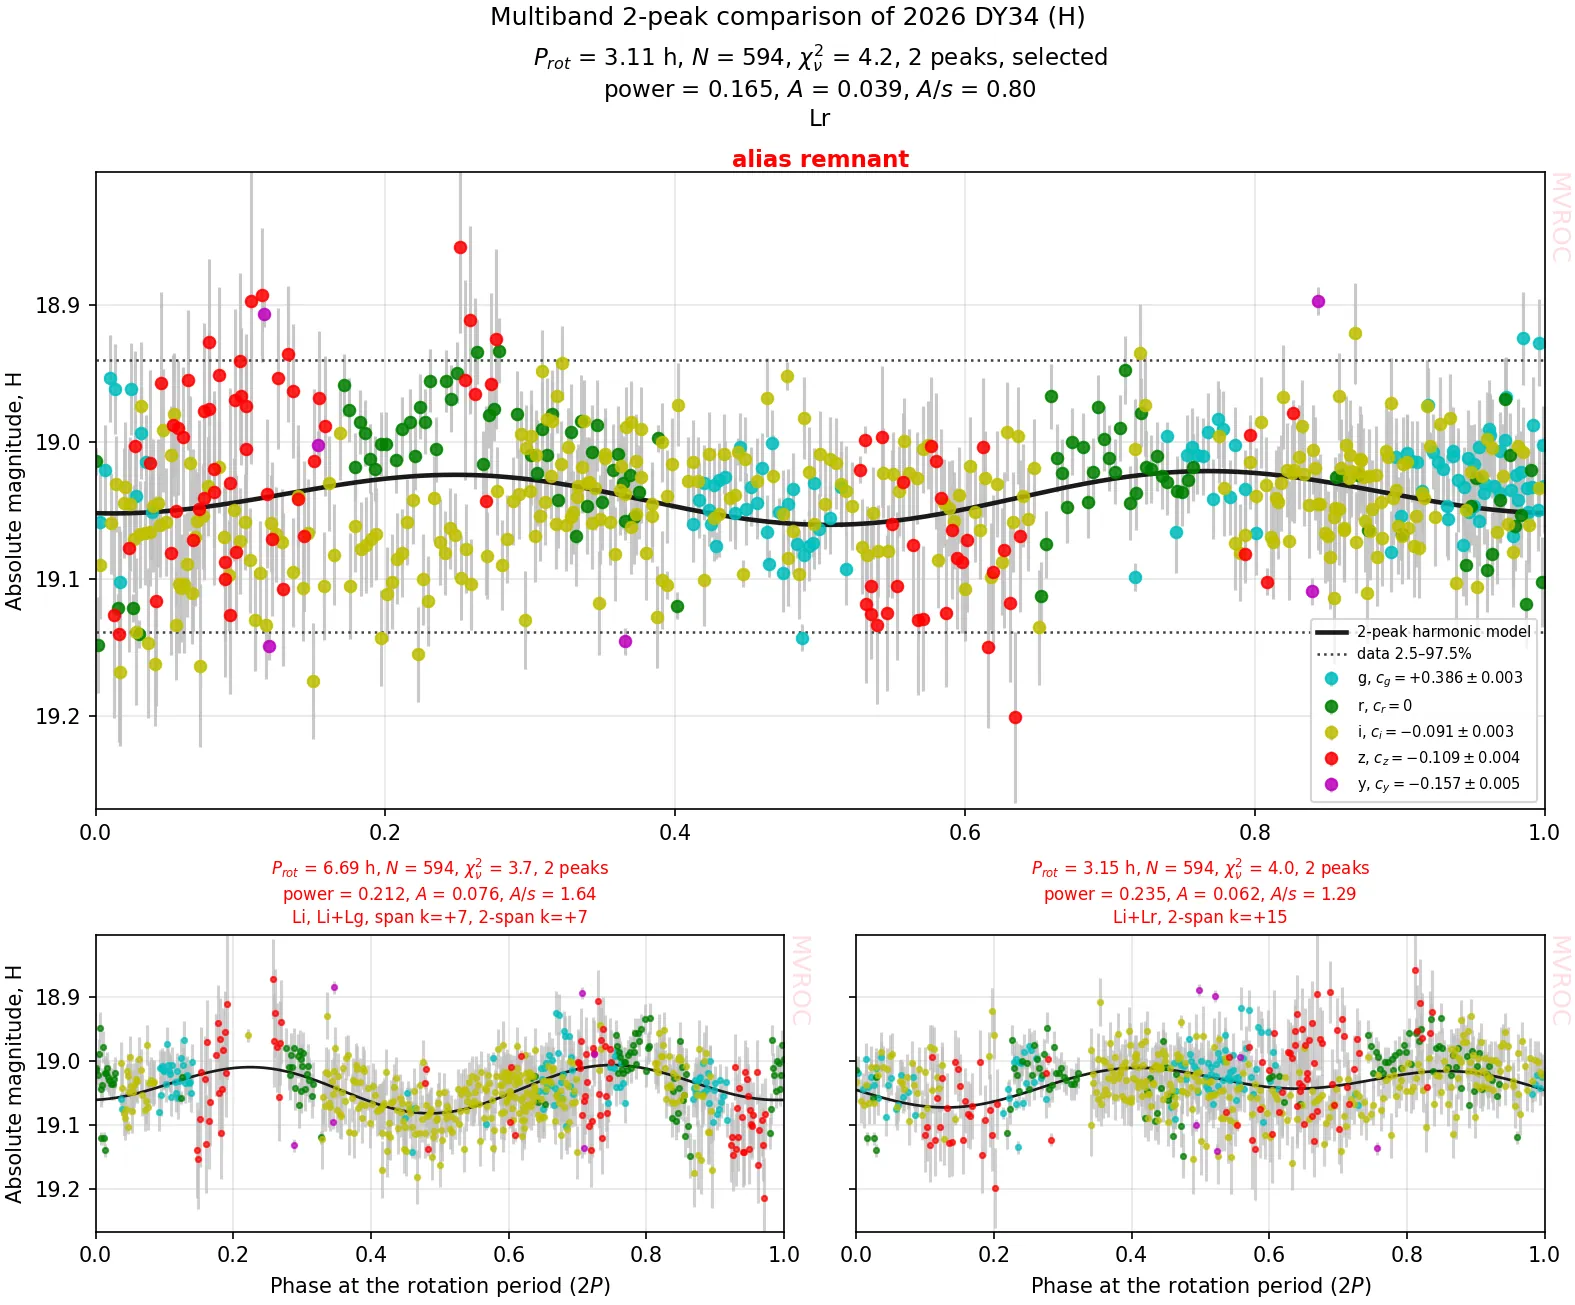 Multiband 2-peak comparison of 2026 DY34 (H)
P_rot = 3.11 h, N = 594, χ²_ν = 4.2, 2 peaks, selected
power = 0.165, A = 0.039, A/s = 0.80
Lr
alias remnant
MVROC
Absolute magnitude, H
18.9
19.0
19.1
19.2
2-peak harmonic model
data 2.5–97.5%
g, c_g = +0.386 ± 0.003
r, c_r = 0
i, c_i = −0.091 ± 0.003
z, c_z = −0.109 ± 0.004
y, c_y = −0.157 ± 0.005
0.0 0.2 0.4 0.6 0.8 1.0
P_rot = 6.69 h, N = 594, χ²_ν = 3.7, 2 peaks
power = 0.212, A = 0.076, A/s = 1.64
Li, Li+Lg, span k=+7, 2-span k=+7
MVROC
Absolute magnitude, H
18.9
19.0
19.1
19.2
0.0 0.2 0.4 0.6 0.8 1.0
Phase at the rotation period (2P)
P_rot = 3.15 h, N = 594, χ²_ν = 4.0, 2 peaks
power = 0.235, A = 0.062, A/s = 1.29
Li+Lr, 2-span k=+15
MVROC
0.0 0.2 0.4 0.6 0.8 1.0
Phase at the rotation period (2P)